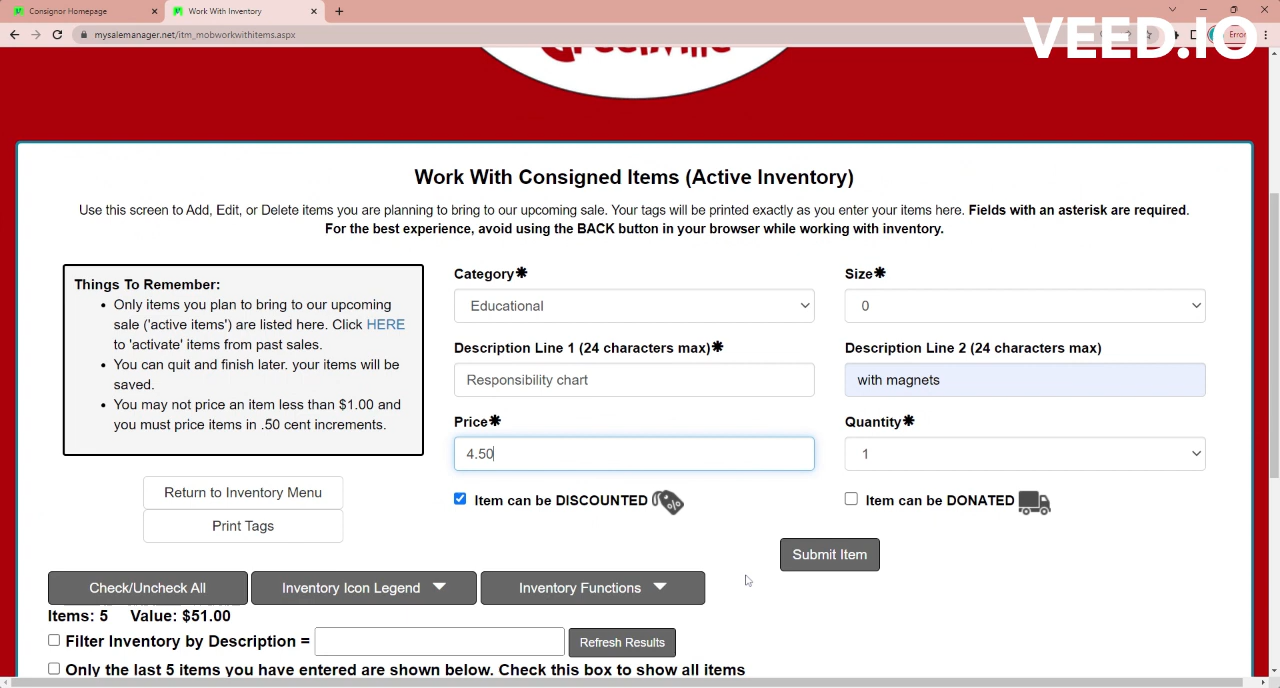 Consignor Homepage
Work With Inventory
mysalemanager.net/itm_mobworkwithitems.aspx
Error
VEED.IO
Work With Consigned Items (Active Inventory)
Use this screen to Add, Edit, or Delete items you are planning to bring to our upcoming sale. Your tags will be printed exactly as you enter your items here. Fields with an asterisk are required.
For the best experience, avoid using the BACK button in your browser while working with inventory.
Things To Remember:
• Only items you plan to bring to our upcoming
sale ('active items') are listed here. Click HERE
to 'activate' items from past sales.
• You can quit and finish later. your items will be
saved.
• You may not price an item less than $1.00 and
you must price items in .50 cent increments.
Return to Inventory Menu
Print Tags
Category✱
Educational
Size✱
0
Description Line 1 (24 characters max)✱
Responsibility chart
Description Line 2 (24 characters max)
with magnets
Price✱
4.50
Quantity✱
1
Item can be DISCOUNTED
Item can be DONATED
Submit Item
Check/Uncheck All
Inventory Icon Legend
Inventory Functions
Items: 5 Value: $51.00
Filter Inventory by Description =
Refresh Results
Only the last 5 items you have entered are shown below. Check this box to show all items